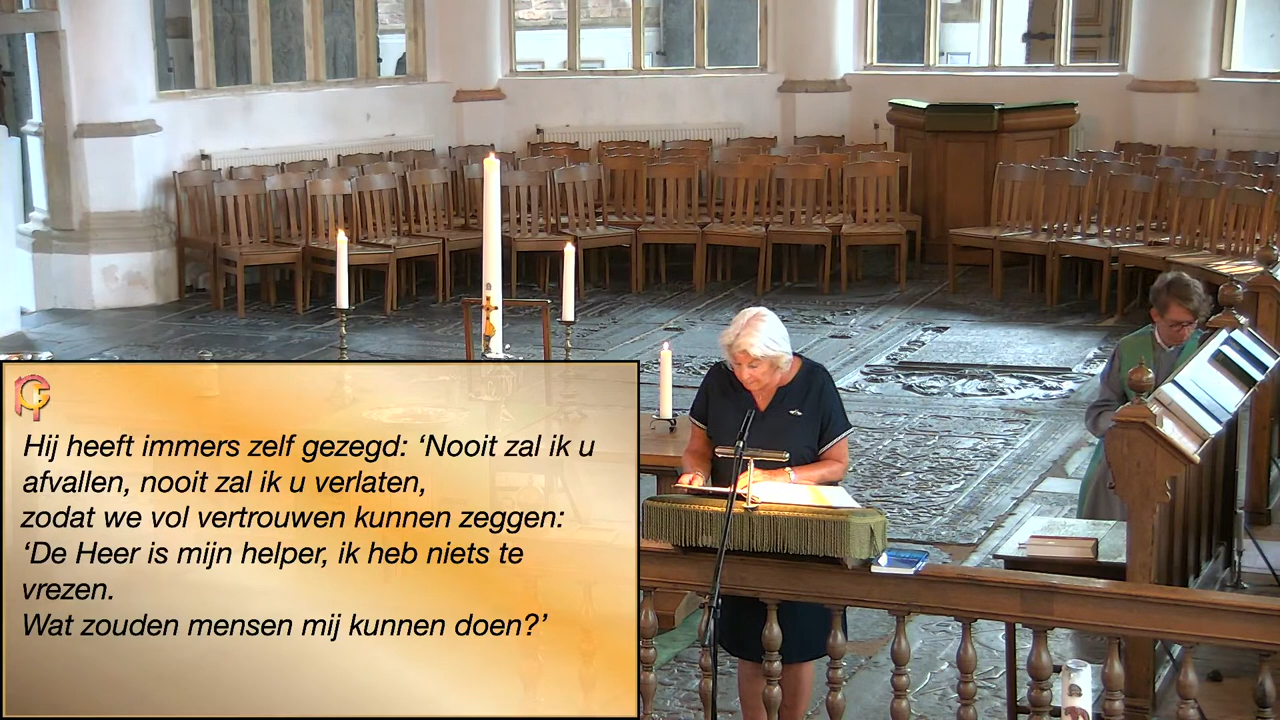 Hij heeft immers zelf gezegd: ‘Nooit zal ik u
afvallen, nooit zal ik u verlaten,
zodat we vol vertrouwen kunnen zeggen:
‘De Heer is mijn helper, ik heb niets te
vrezen.
Wat zouden mensen mij kunnen doen?’